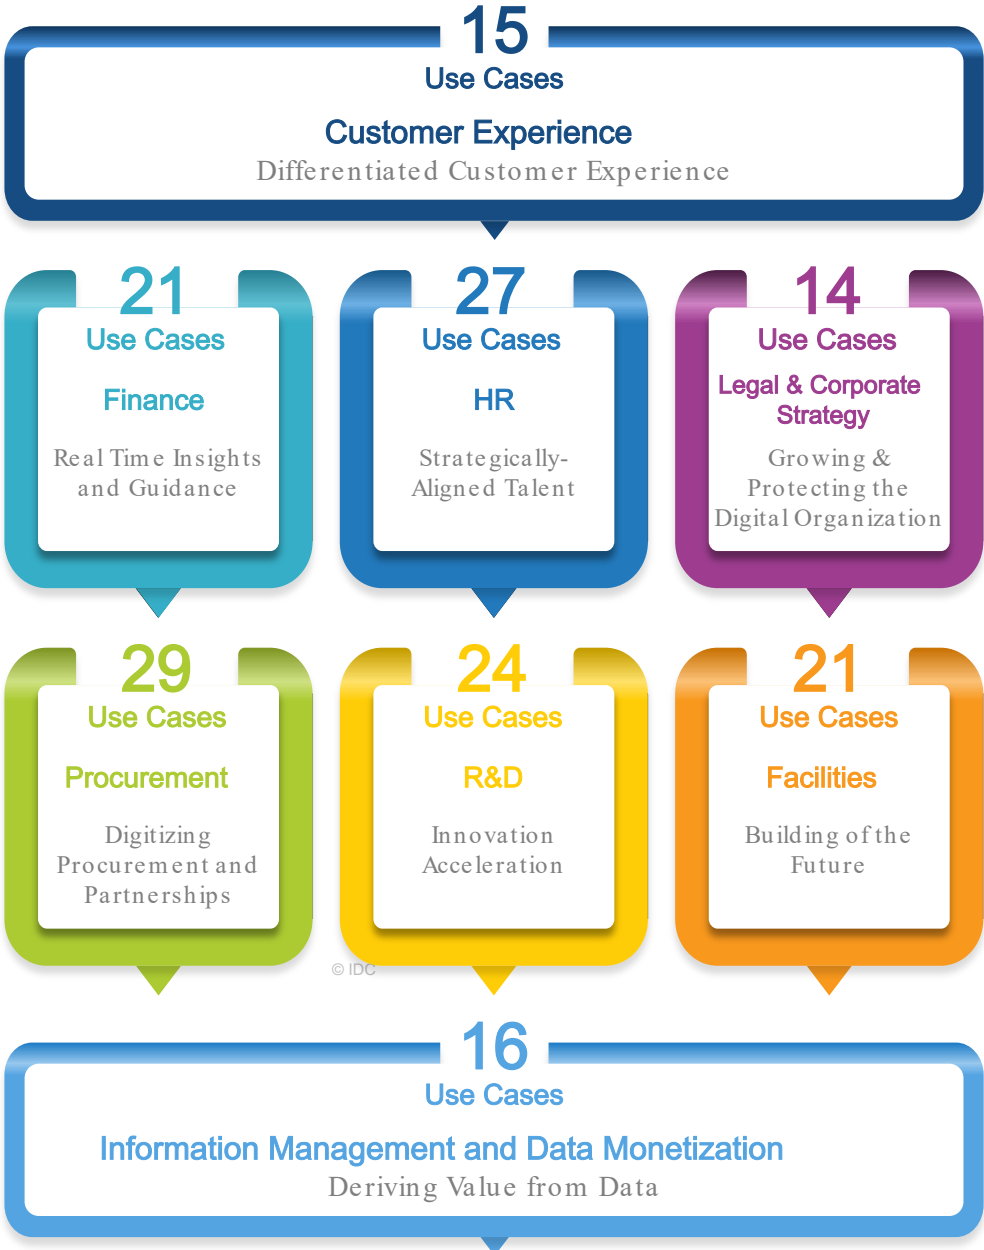 15
Use Cases
Customer Experience
Differentiated Customer Experience
21
Use Cases
Finance
Real Time Insights
and Guidance
27
Use Cases
HR
Strategically-
Aligned Talent
14
Use Cases
Legal & Corporate
Strategy
Growing &
Protecting the
Digital Organization
29
Use Cases
Procurement
Digitizing
Procurement and
Partnerships
24
Use Cases
R&D
Innovation
Acceleration
21
Use Cases
Facilities
Building of the
Future
© IDC
16
Use Cases
Information Management and Data Monetization
Deriving Value from Data